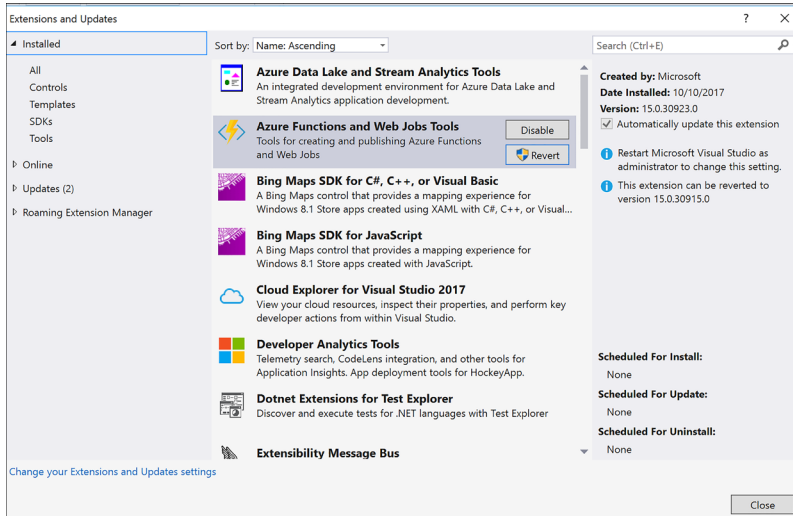 Extensions and Updates
?
Installed
All
Controls
Templates
SDKs
Tools
Online
Updates (2)
Roaming Extension Manager
Sort by: Name: Ascending
Azure Data Lake and Stream Analytics Tools
An integrated development environment for Azure Data Lake and
Stream Analytics application development.
Azure Functions and Web Jobs Tools
Tools for creating and publishing Azure Functions
and Web Jobs
Disable
Revert
Bing Maps SDK for C#, C++, or Visual Basic
A Bing Maps control that provides a mapping experience for
Windows 8.1 Store apps created using XAML with C#, C++, or Visual...
Bing Maps SDK for JavaScript
A Bing Maps control that provides a mapping experience for
Windows 8.1 Store apps created with JavaScript.
Cloud Explorer for Visual Studio 2017
View your cloud resources, inspect their properties, and perform key
developer actions from within Visual Studio.
Developer Analytics Tools
Telemetry search, CodeLens integration, and other tools for
Application Insights. App deployment tools for HockeyApp.
Dotnet Extensions for Test Explorer
Discover and execute tests for .NET languages with Test Explorer
Extensibility Message Bus
Search (Ctrl+E)
Created by: Microsoft
Date Installed: 10/10/2017
Version: 15.0.30923.0
Automatically update this extension
Restart Microsoft Visual Studio as
administrator to change this setting.
This extension can be reverted to
version 15.0.30915.0
Scheduled For Install:
None
Scheduled For Update:
None
Scheduled For Uninstall:
None
Change your Extensions and Updates settings
Close